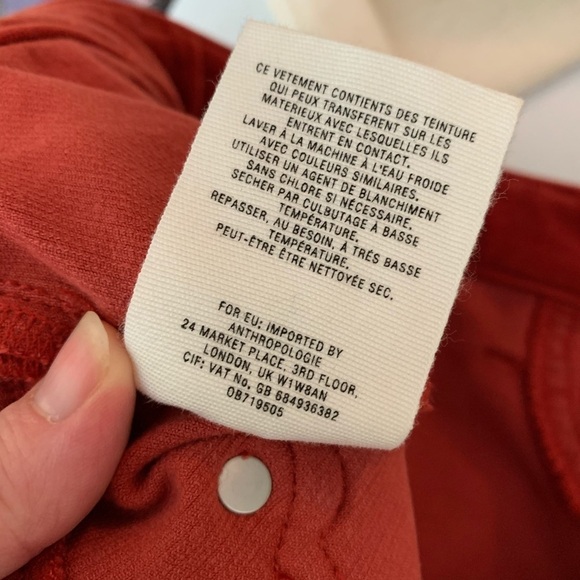 CE VETEMENT CONTIENTS DES TEINTURE
QUI PEUX TRANSFERENT SUR LES
MATERIEUX AVEC LESQUELLES ILS
ENTRENT EN CONTACT.
LAVER À LA MACHINE À L'EAU FROIDE
AVEC COULEURS SIMILAIRES.
UTILISER UN AGENT DE BLANCHIMENT
SANS CHLORE SI NÉCESSAIRE.
SECHER PAR CULBUTAGE À BASSE
TEMPÉRATURE.
REPASSER, AU BESOIN, À TRÉS BASSE
TEMPÉRATURE.
PEUT-ÊTRE ÊTRE NETTOYÉE SEC.
FOR EU: IMPORTED BY
ANTHROPOLOGIE
24 MARKET PLACE, 3RD FLOOR,
LONDON, UK W1W8AN
CIF: VAT No. GB 684936382
OB719505